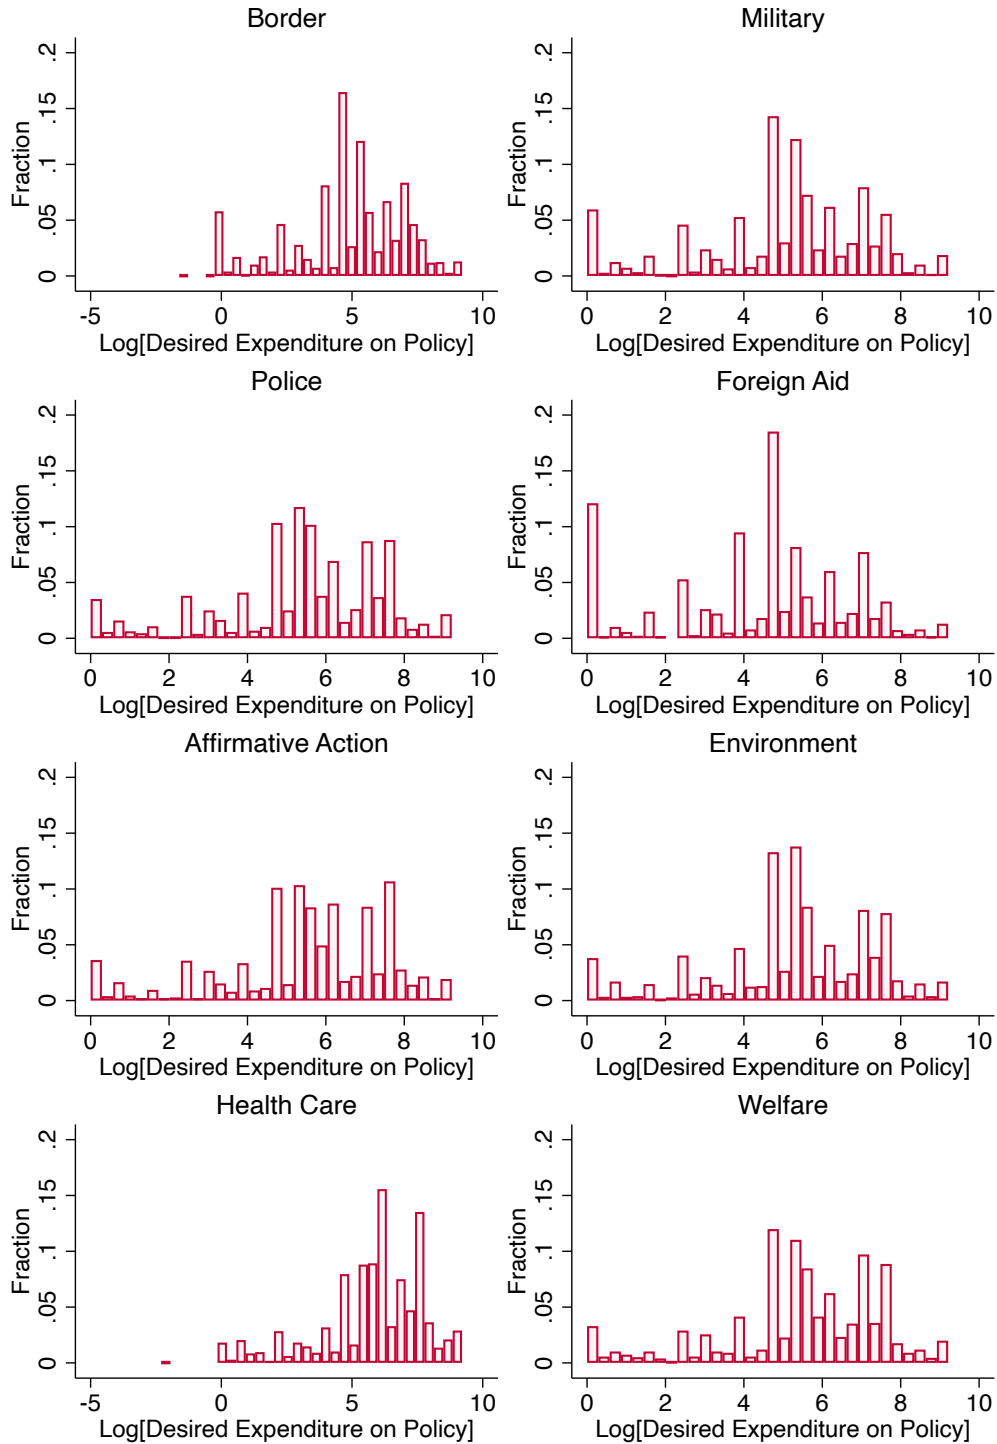 Border
Fraction
0 .05 .1 .15 .2
-5 0 5 10
Log[Desired Expenditure on Policy]
Military
Fraction
0 .05 .1 .15 .2
0 2 4 6 8 10
Log[Desired Expenditure on Policy]
Police
Fraction
0 .05 .1 .15 .2
0 2 4 6 8 10
Log[Desired Expenditure on Policy]
Foreign Aid
Fraction
0 .05 .1 .15 .2
0 2 4 6 8 10
Log[Desired Expenditure on Policy]
Affirmative Action
Fraction
0 .05 .1 .15 .2
0 2 4 6 8 10
Log[Desired Expenditure on Policy]
Environment
Fraction
0 .05 .1 .15 .2
0 2 4 6 8 10
Log[Desired Expenditure on Policy]
Health Care
Fraction
0 .05 .1 .15 .2
-5 0 5 10
Log[Desired Expenditure on Policy]
Welfare
Fraction
0 .05 .1 .15 .2
0 2 4 6 8 10
Log[Desired Expenditure on Policy]